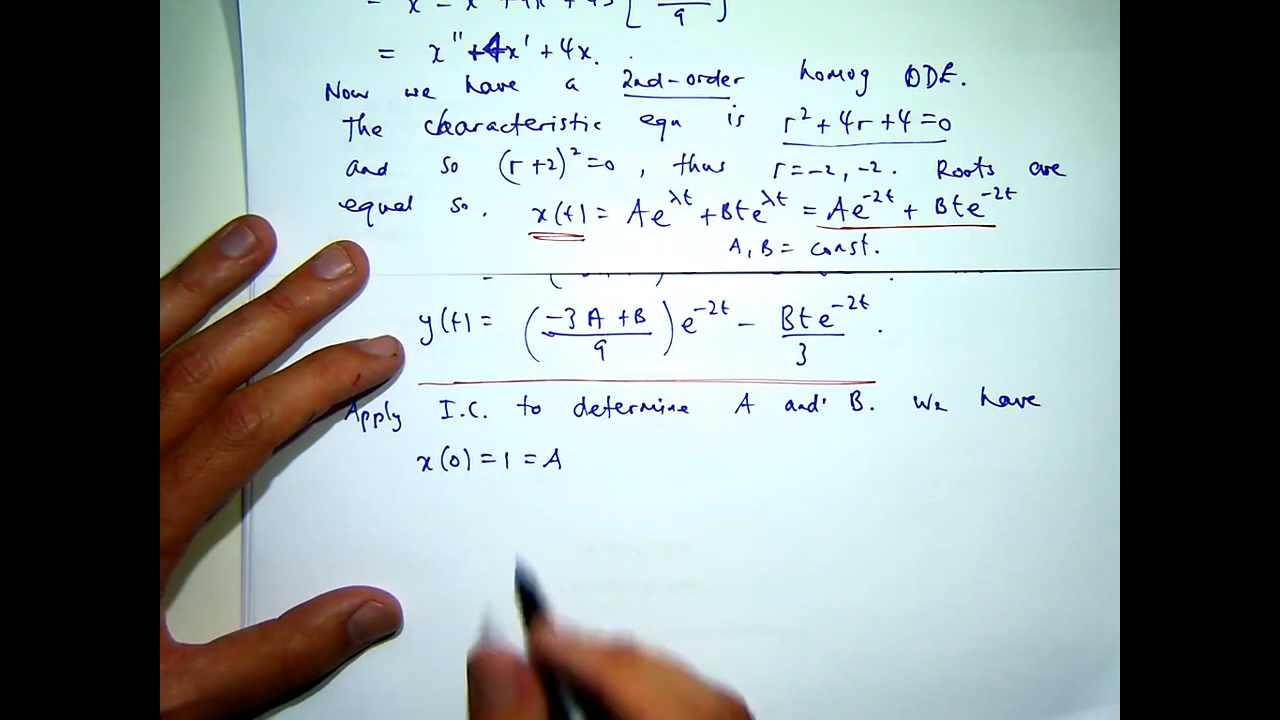 = x'' + 4x' + 4x.
Now we have a 2nd-order homog ODE.
The characteristic eqn is r² + 4r + 4 = 0
and so (r + 2)² = 0, thus r = -2, -2. Roots are
equal so. x(t) = Ae^{λt} + Bte^{λt} = Ae^{-2t} + Bte^{-2t}
A, B = const.
y(t) = ((-3A + B)/9) e^{-2t} - Bte^{-2t}/3.
Apply I.C. to determine A and B. We have
x(0) = 1 = A